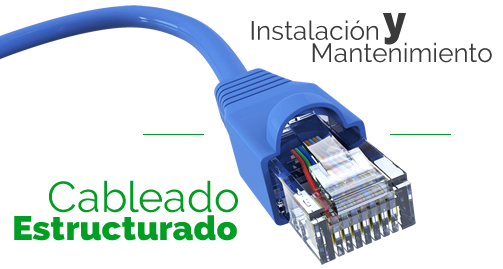 Instalación y
Mantenimiento
Cableado
Estructurado